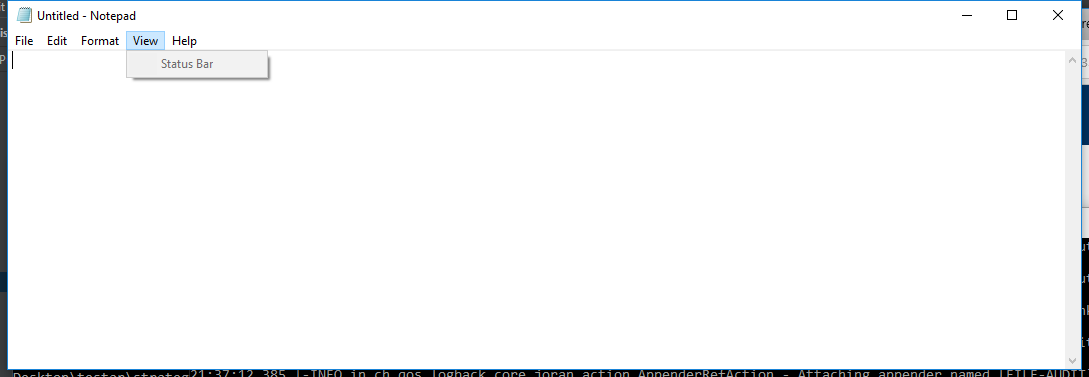 Untitled - Notepad
File Edit Format View Help
Status Bar
Desktop\testan\strateg21:37:12,385 |-INFO in ch.qos.logback.core.joran.action.AppenderRefAction - Attaching appender named [FILE-AUDIT